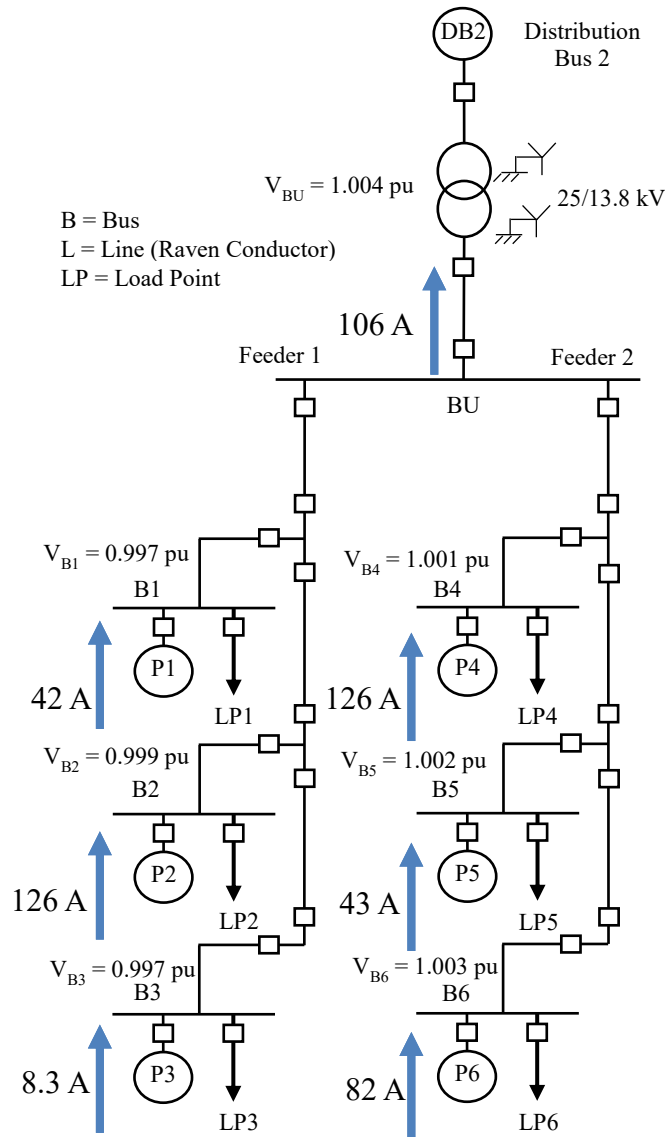 DB2
Distribution
Bus 2
V_BU = 1.004 pu
25/13.8 kV
B = Bus
L = Line (Raven Conductor)
LP = Load Point
106 A
Feeder 1
Feeder 2
BU
V_B1 = 0.997 pu
B1
P1
42 A
LP1
V_B4 = 1.001 pu
B4
P4
126 A
LP4
V_B2 = 0.999 pu
B2
P2
126 A
LP2
V_B5 = 1.002 pu
B5
P5
43 A
LP5
V_B3 = 0.997 pu
B3
P3
8.3 A
LP3
V_B6 = 1.003 pu
B6
P6
82 A
LP6